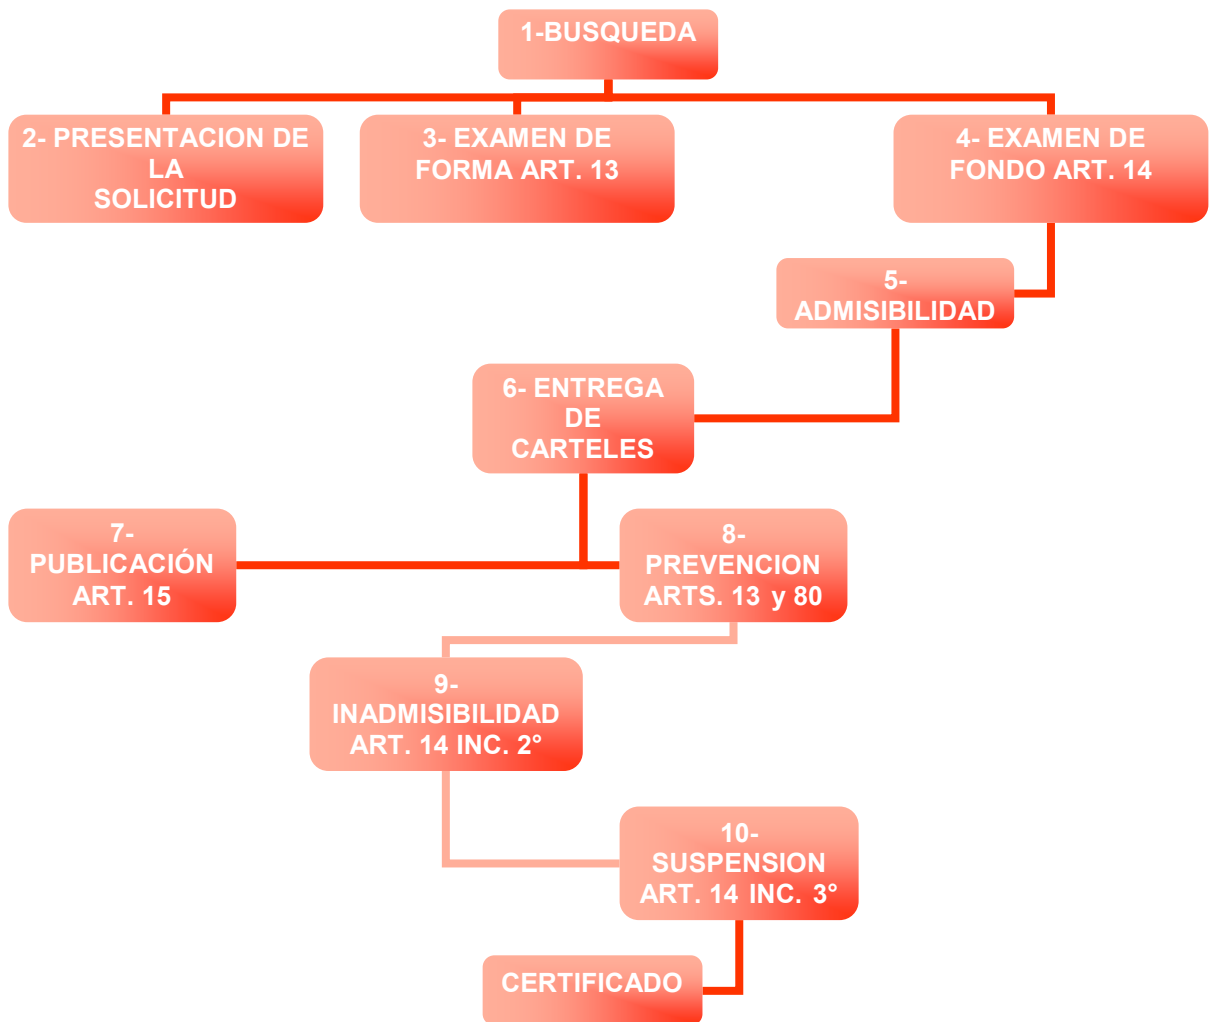 1-BUSQUEDA
2- PRESENTACION DE
LA
SOLICITUD
3- EXAMEN DE
FORMA ART. 13
4- EXAMEN DE
FONDO ART. 14
5-
ADMISIBILIDAD
6- ENTREGA
DE
CARTELES
7-
PUBLICACIÓN
ART. 15
8-
PREVENCION
ARTS. 13 y 80
9-
INADMISIBILIDAD
ART. 14 INC. 2°
10-
SUSPENSION
ART. 14 INC. 3°
CERTIFICADO